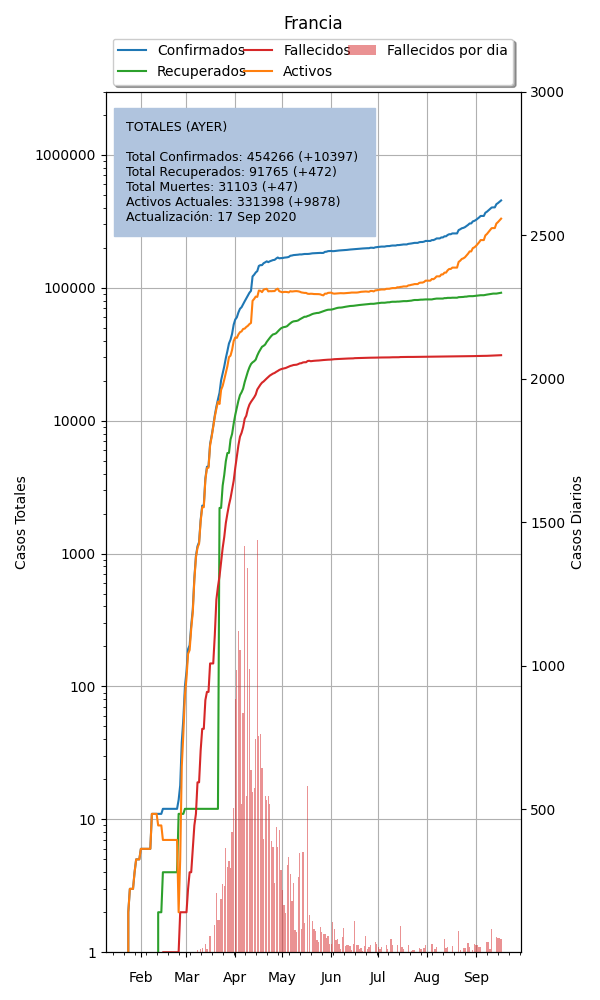 Francia
Confirmados
Fallecidos
Fallecidos por dia
Recuperados
Activos
TOTALES (AYER)
Total Confirmados: 454266 (+10397)
Total Recuperados: 91765 (+472)
Total Muertes: 31103 (+47)
Activos Actuales: 331398 (+9878)
Actualización: 17 Sep 2020
1000000
100000
10000
1000
100
10
1
Casos Totales
3000
2500
2000
1500
1000
500
Casos Diarios
Feb Mar Apr May Jun Jul Aug Sep